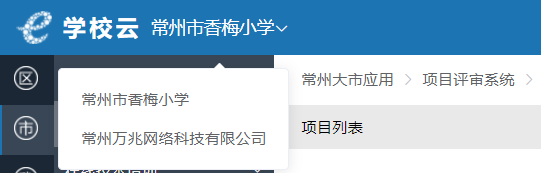 学校云 常州市香梅小学
区
常州市香梅小学
常州万兆网络科技有限公司
市
常州大市应用 > 项目评审系统 >
项目列表